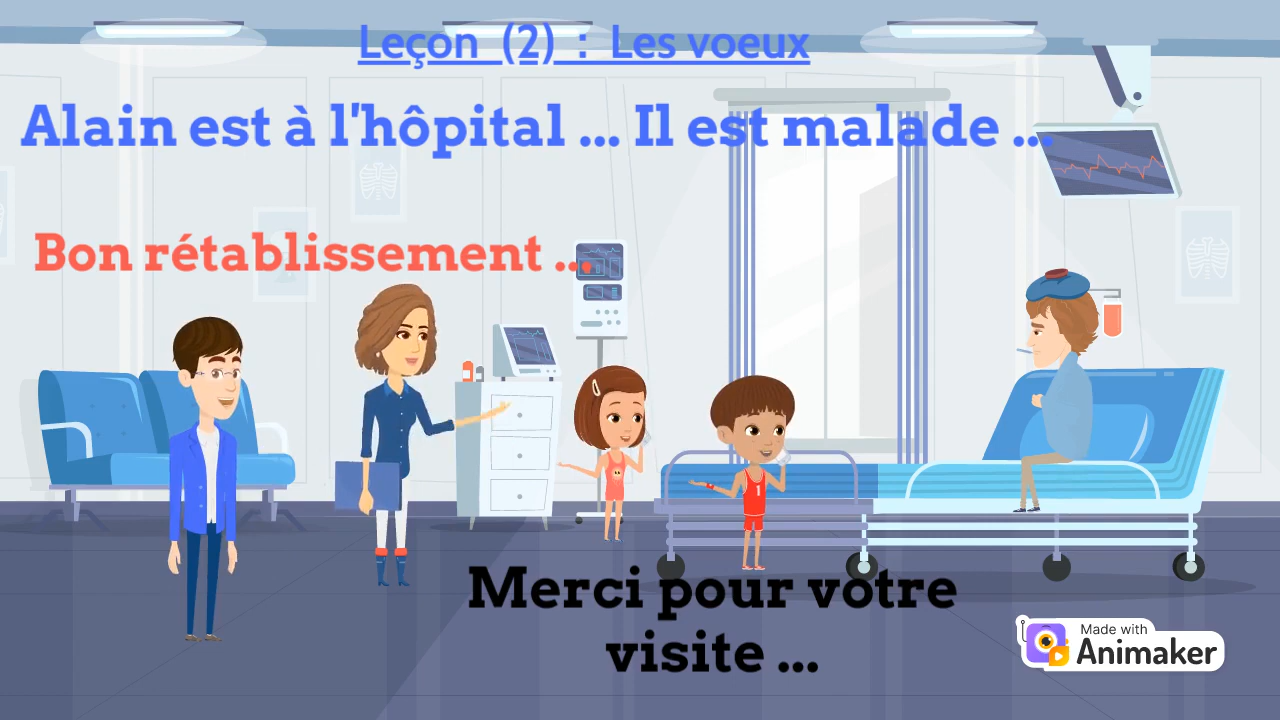 Leçon (2) : Les voeux
Alain est à l'hôpital ... Il est malade ...
Bon rétablissement ...
1
Merci pour votre
visite ...
Made with
Animaker